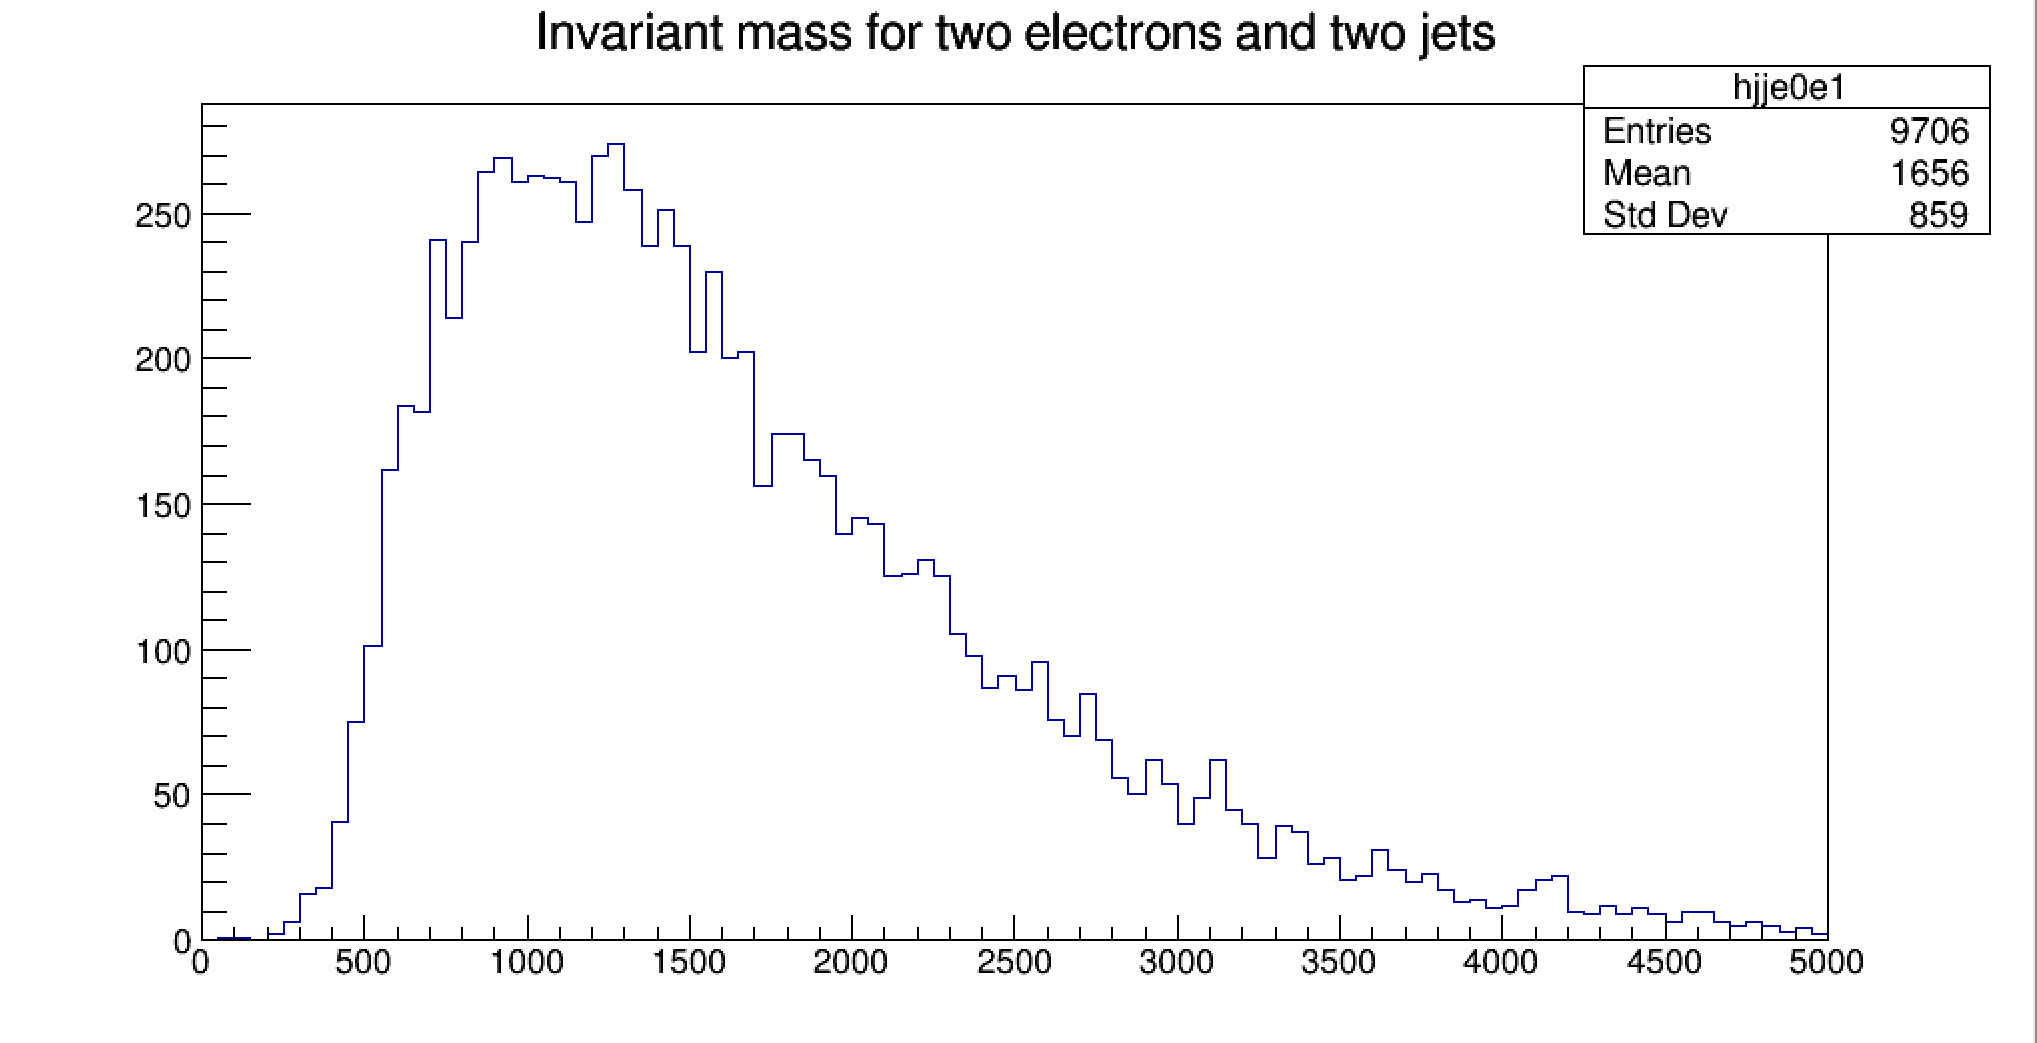 Invariant mass for two electrons and two jets
hjje0e1
Entries 9706
Mean 1656
Std Dev 859
250
200
150
100
50
0
0 500 1000 1500 2000 2500 3000 3500 4000 4500 5000